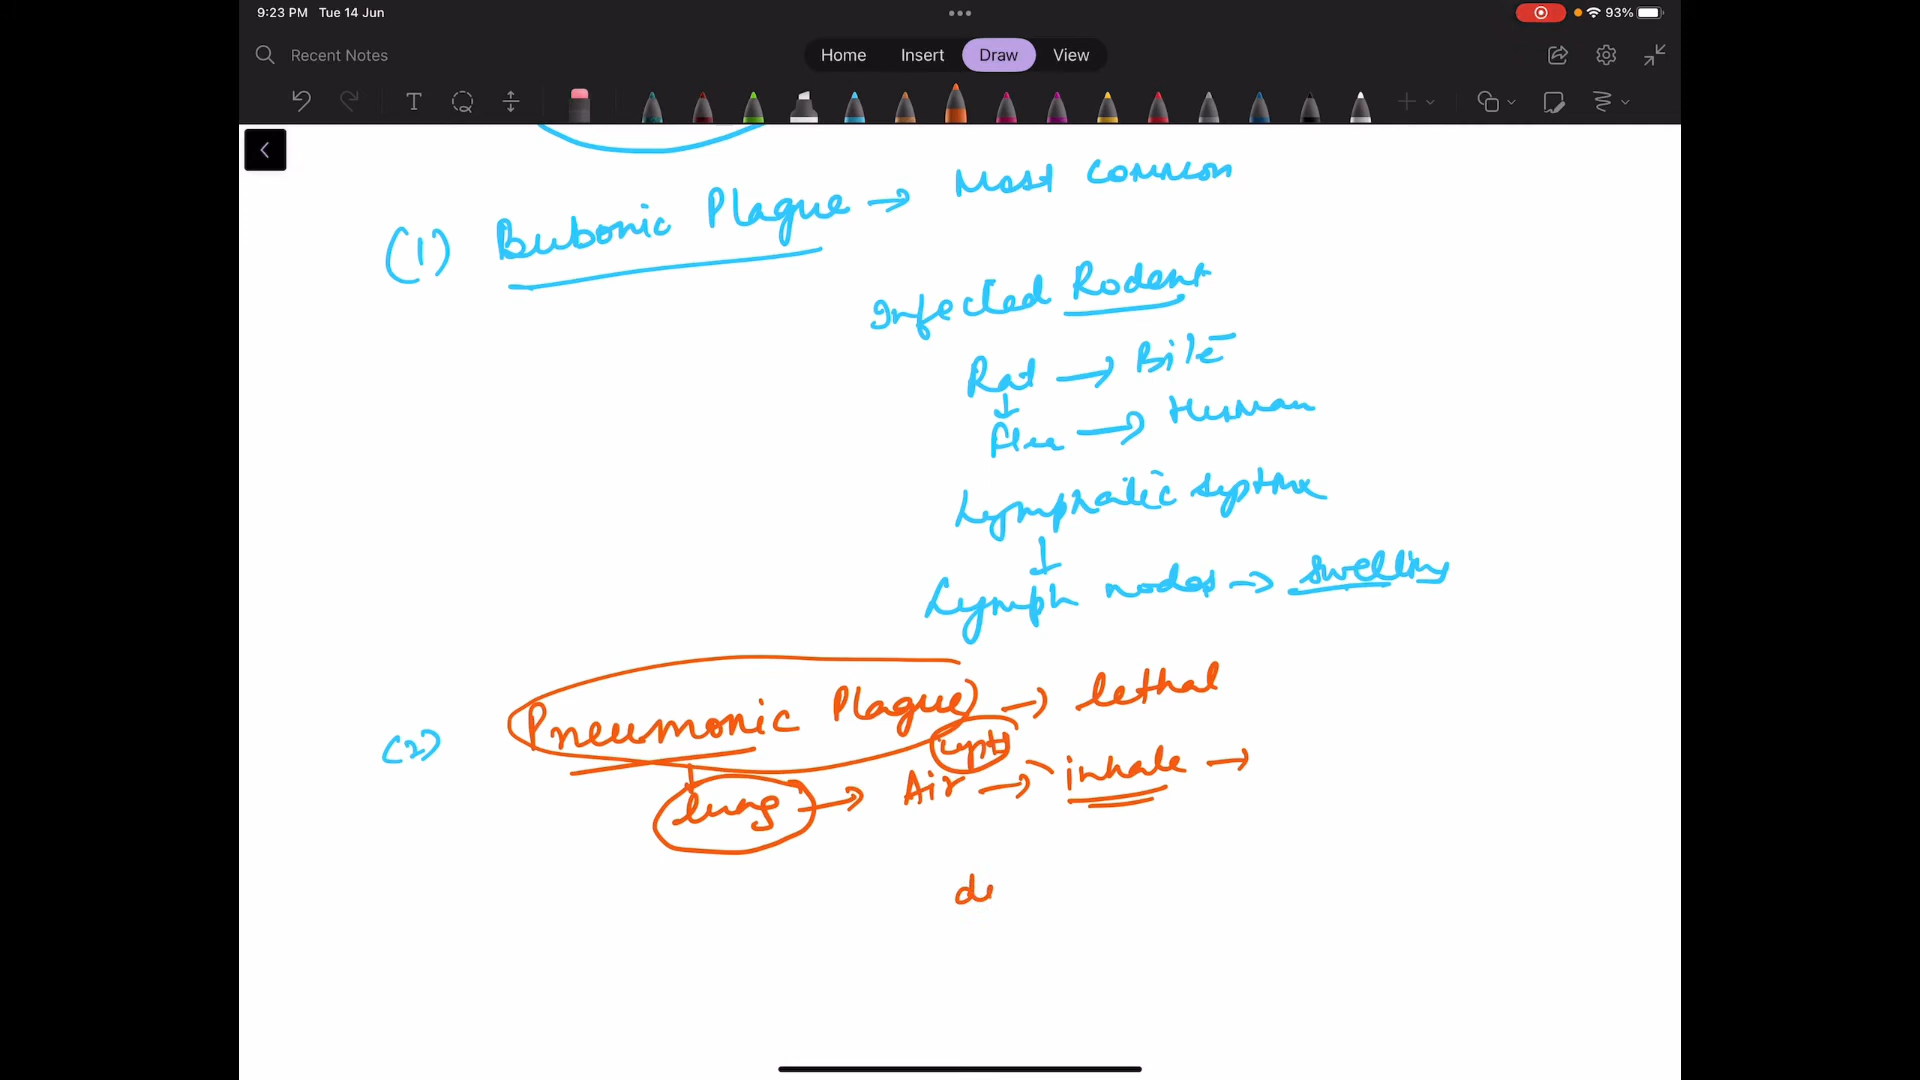 9:23 PM Tue 14 Jun
93%
Recent Notes
Home Insert Draw View
(1) Bubonic Plague → Most common
Infected Rodent
Rat → Bite
↓
Flea → Human
Lymphatic System
↓
Lymph nodes → Swelling
(2) Pneumonic Plague → lethal
lung → Air → inhale →
de